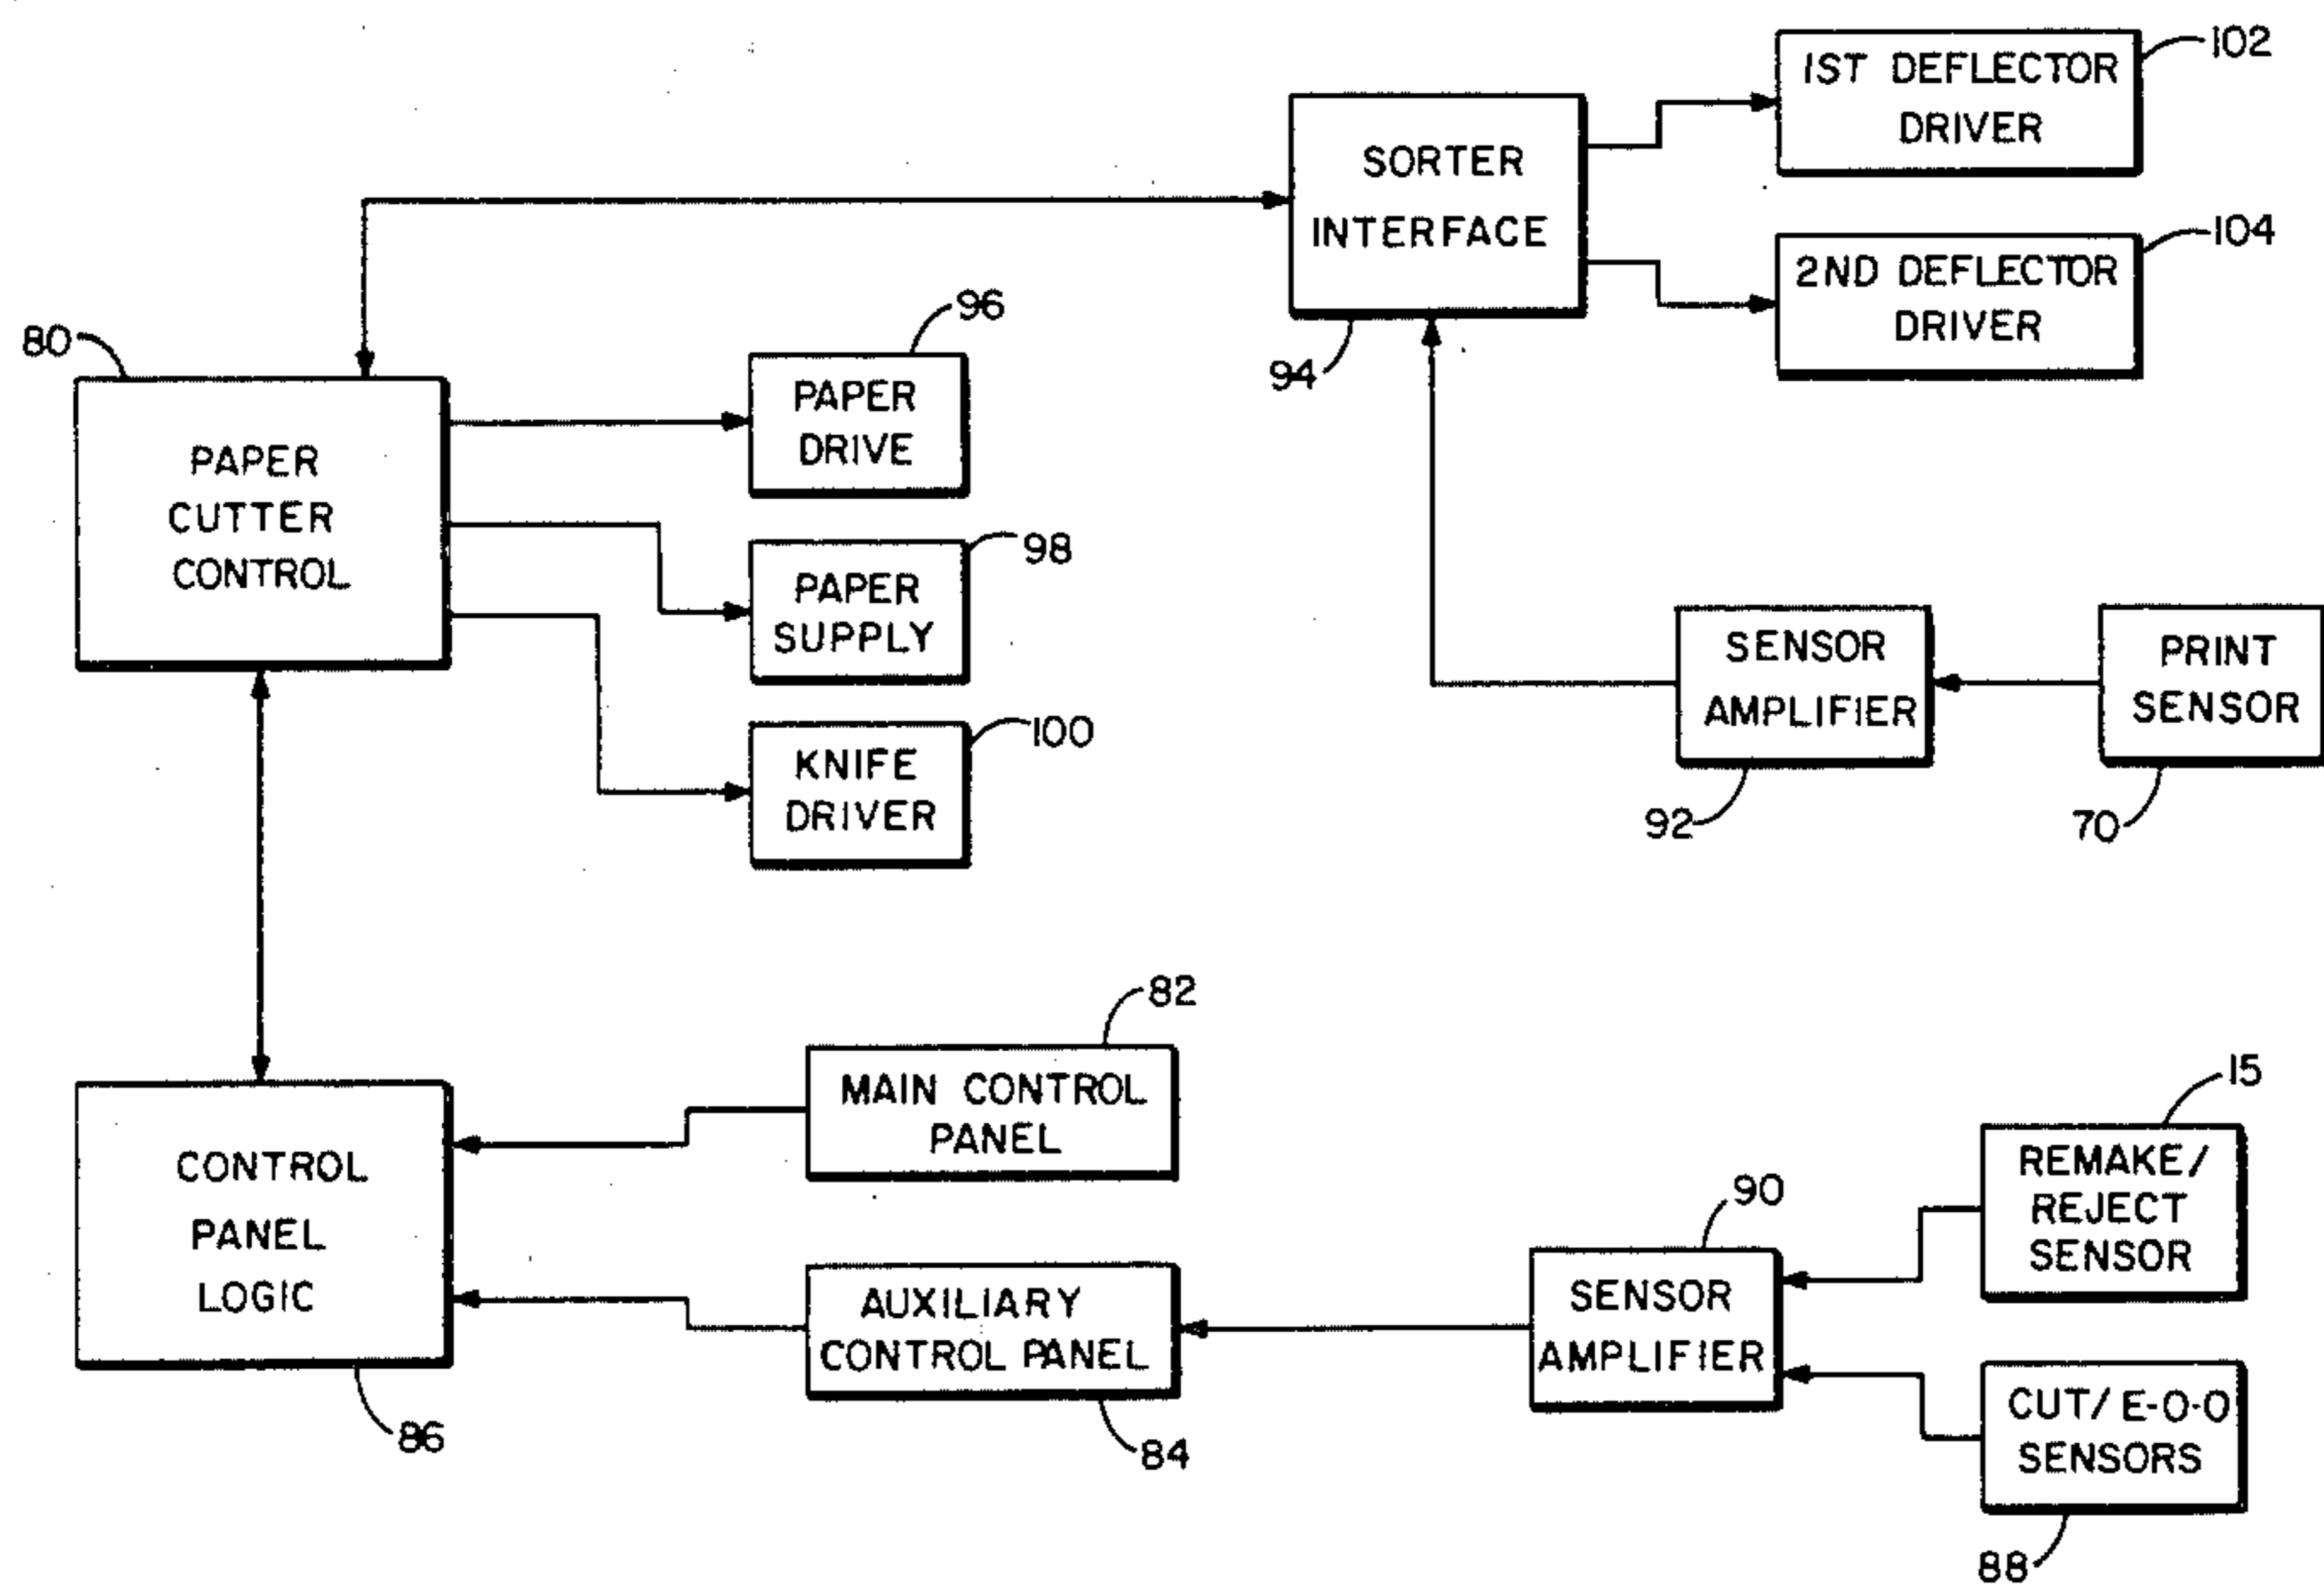 102
1ST DEFLECTOR
DRIVER
SORTER
INTERFACE
94
104
2ND DEFLECTOR
DRIVER
80
PAPER
CUTTER
CONTROL
96
PAPER
DRIVE
98
PAPER
SUPPLY
100
KNIFE
DRIVER
SENSOR
AMPLIFIER
92
PRINT
SENSOR
70
82
MAIN CONTROL
PANEL
CONTROL
PANEL
LOGIC
86
AUXILIARY
CONTROL PANEL
84
90
SENSOR
AMPLIFIER
15
REMAKE/
REJECT
SENSOR
CUT/E-O-O
SENSORS
88